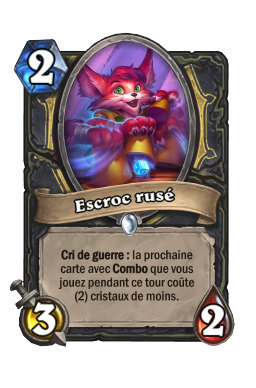 2
Escroc rusé
Cri de guerre : la prochaine
carte avec Combo que vous
jouez pendant ce tour coûte
(2) cristaux de moins.
3
2